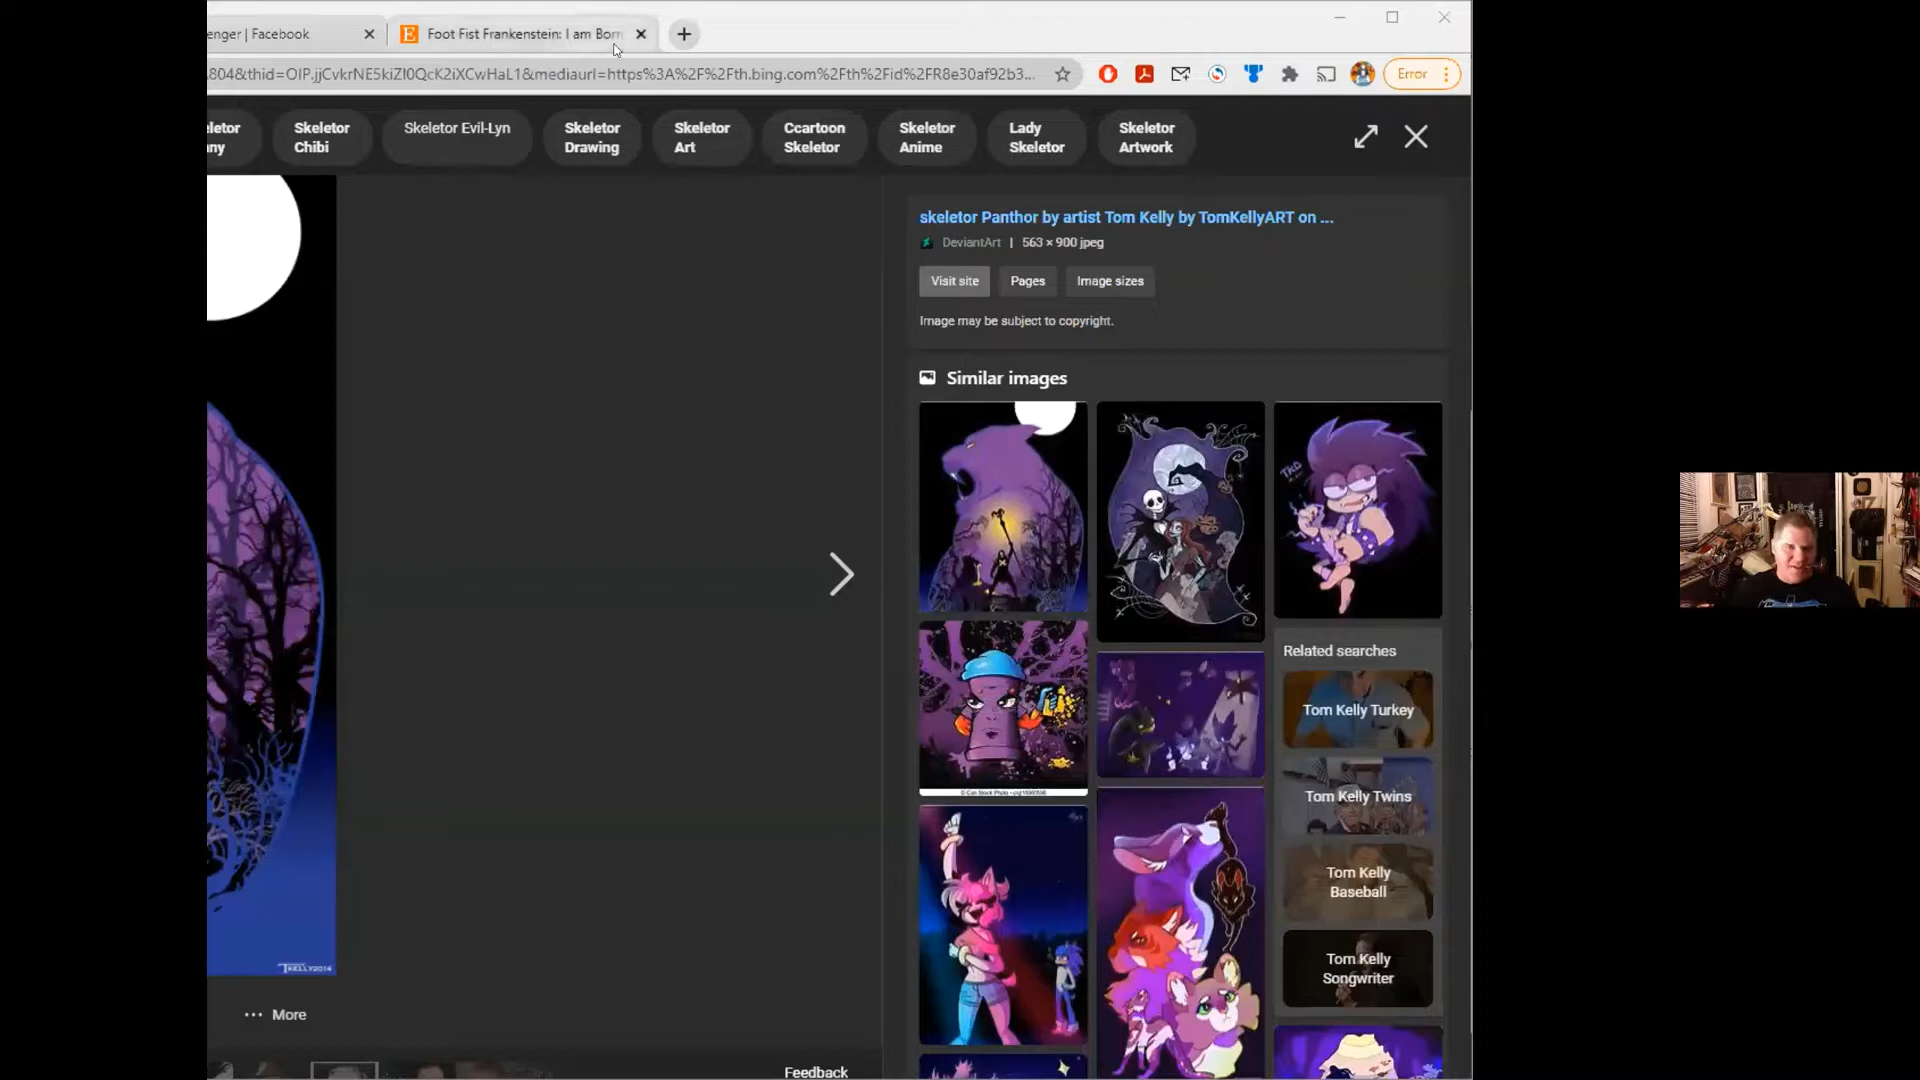 enger | Facebook
Foot Fist Frankenstein: I am Born
804&thid=OIP.jjCvkrNE5kiZI0QcK2iXCwHaL1&mediaurl=https%3A%2F%2Fth.bing.com%2Fth%2Fid%2FR8e30af92b3...
Error
letor
ny
Skeletor
Chibi
Skeletor Evil-Lyn
Skeletor
Drawing
Skeletor
Art
Ccartoon
Skeletor
Skeletor
Anime
Lady
Skeletor
Skeletor
Artwork
skeletor Panthor by artist Tom Kelly by TomKellyART on ...
DeviantArt | 563 × 900 jpeg
Visit site
Pages
Image sizes
Image may be subject to copyright.
Similar images
TKO
Related searches
Tom Kelly Turkey
Tom Kelly Twins
Tom Kelly
Baseball
Tom Kelly
Songwriter
TKELLY2014
More
Feedback